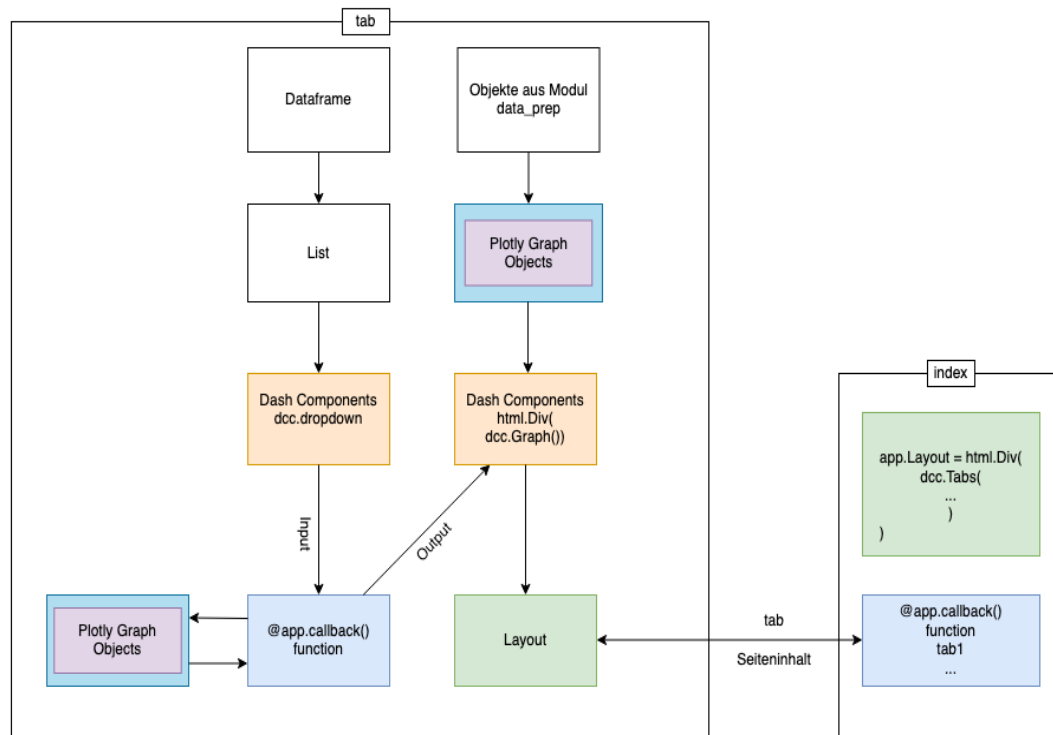 tab
Dataframe
Objekte aus Modul
data_prep
List
Plotly Graph
Objects
Dash Components
dcc.dropdown
Dash Components
html.Div(
dcc.Graph())
Input
Output
Plotly Graph
Objects
@app.callback()
function
Layout
tab
Seiteninhalt
index
app.Layout = html.Div(
dcc.Tabs(
...
)
)
@app.callback()
function
tab1
...